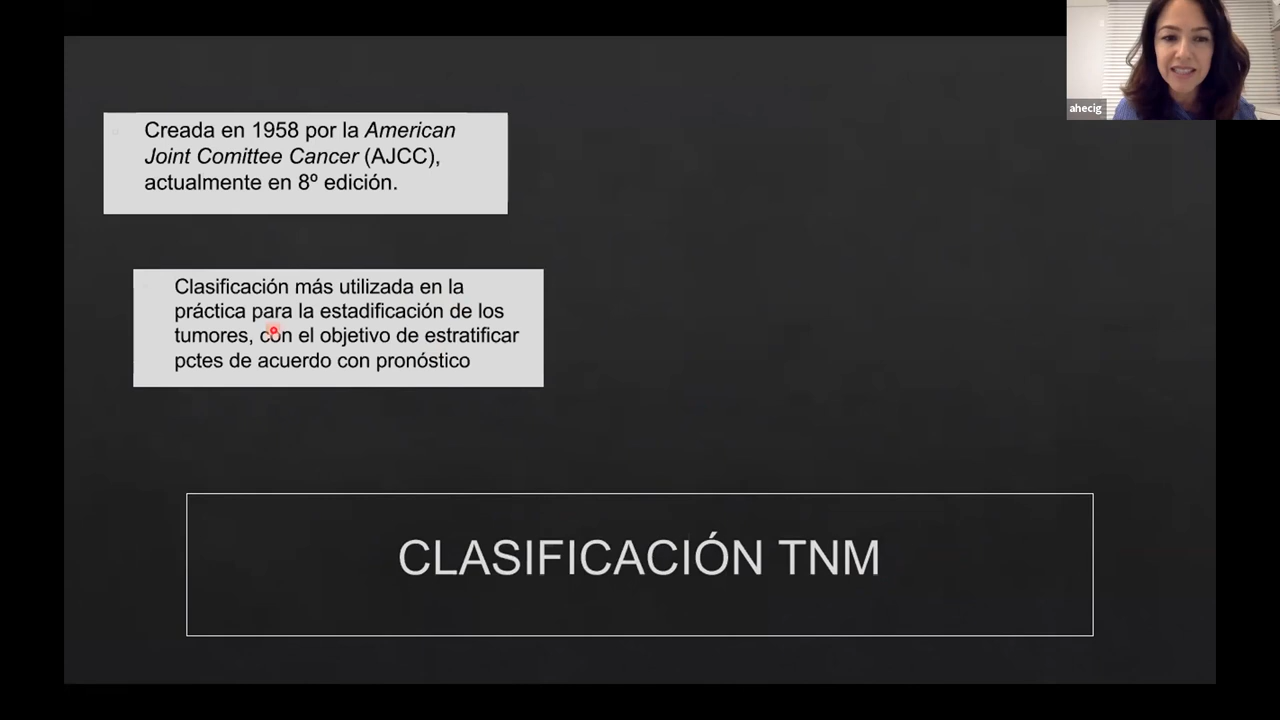 ahecig
Creada en 1958 por la American
Joint Comittee Cancer (AJCC),
actualmente en 8º edición.
Clasificación más utilizada en la
práctica para la estadificación de los
tumores, con el objetivo de estratificar
pctes de acuerdo con pronóstico
CLASIFICACIÓN TNM